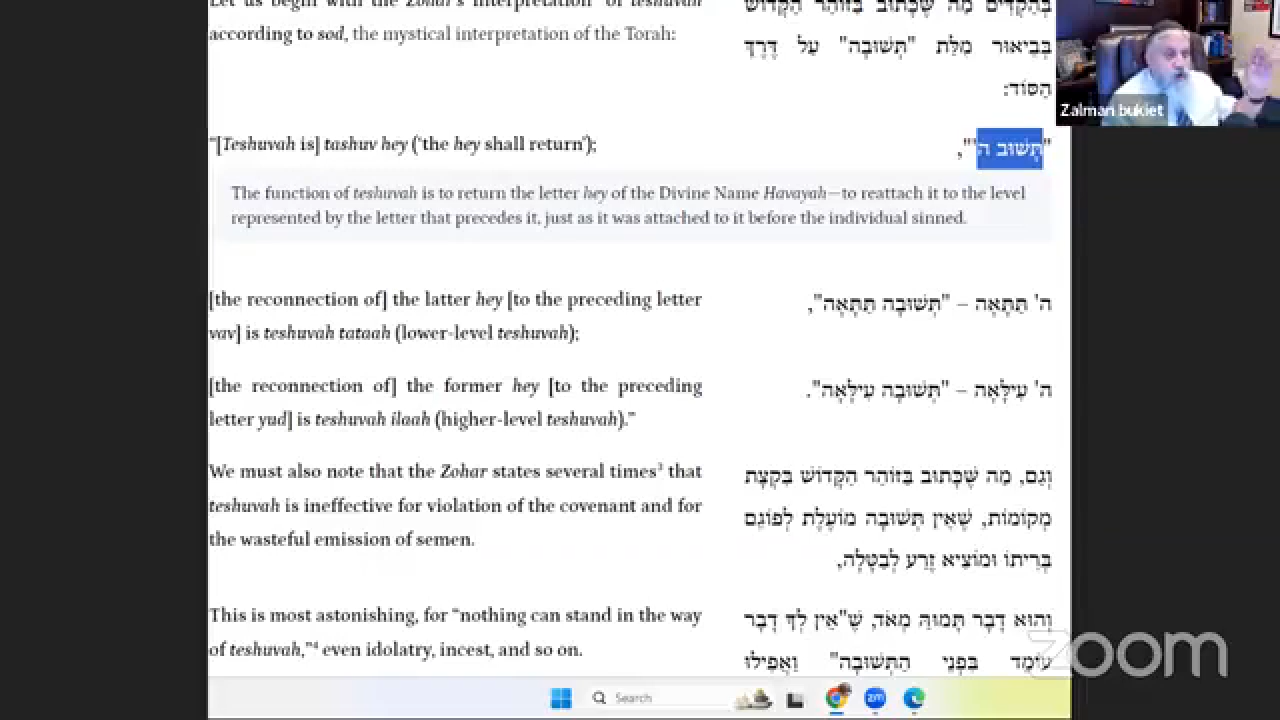 Let us begin with the Zohar's interpretation of teshuvah
according to sod, the mystical interpretation of the Torah:
בְּהַקְדִּים מַה שֶּׁכָּתוּב בַּזּוֹהַר הַקָּדוֹשׁ
בְּבֵיאוּר מִלַּת "תְּשׁוּבָה" עַל דֶּרֶךְ
הַסּוֹד:
Zalman bukiet
"[Teshuvah is] tashuv hey ('the hey shall return');
"תָּשׁוּב ה'",
The function of teshuvah is to return the letter hey of the Divine Name Havayah—to reattach it to the level
represented by the letter that precedes it, just as it was attached to it before the individual sinned.
[the reconnection of] the latter hey [to the preceding letter
vav] is teshuvah tataah (lower-level teshuvah);
ה' תַּתָּאָה – "תְּשׁוּבָה תַּתָּאָה",
[the reconnection of] the former hey [to the preceding
letter yud] is teshuvah ilaah (higher-level teshuvah)."
ה' עִילָּאָה – "תְּשׁוּבָה עִילָּאָה".
We must also note that the Zohar states several times³ that
teshuvah is ineffective for violation of the covenant and for
the wasteful emission of semen.
וְגַם, מַה שֶּׁכָּתוּב בַּזּוֹהַר הַקָּדוֹשׁ בִּקְצָת
מְקוֹמוֹת, שֶׁאֵין תְּשׁוּבָה מוֹעֶלֶת לְפוֹגֵם
בְּרִיתוֹ וּמוֹצִיא זֶרַע לְבַטָּלָה,
This is most astonishing, for "nothing can stand in the way
of teshuvah,"⁴ even idolatry, incest, and so on.
וְהוּא דָּבָר תָּמוּהַּ מְאֹד, שֶׁ"אֵין לְךָ דָּבָר
עוֹמֵד בִּפְנֵי הַתְּשׁוּבָה" וַאֲפִילוּ
zoom
Search
zm